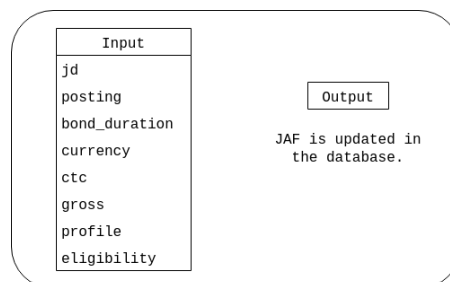 Input
jd
posting
bond_duration
currency
ctc
gross
profile
eligibility
Output
JAF is updated in
the database.